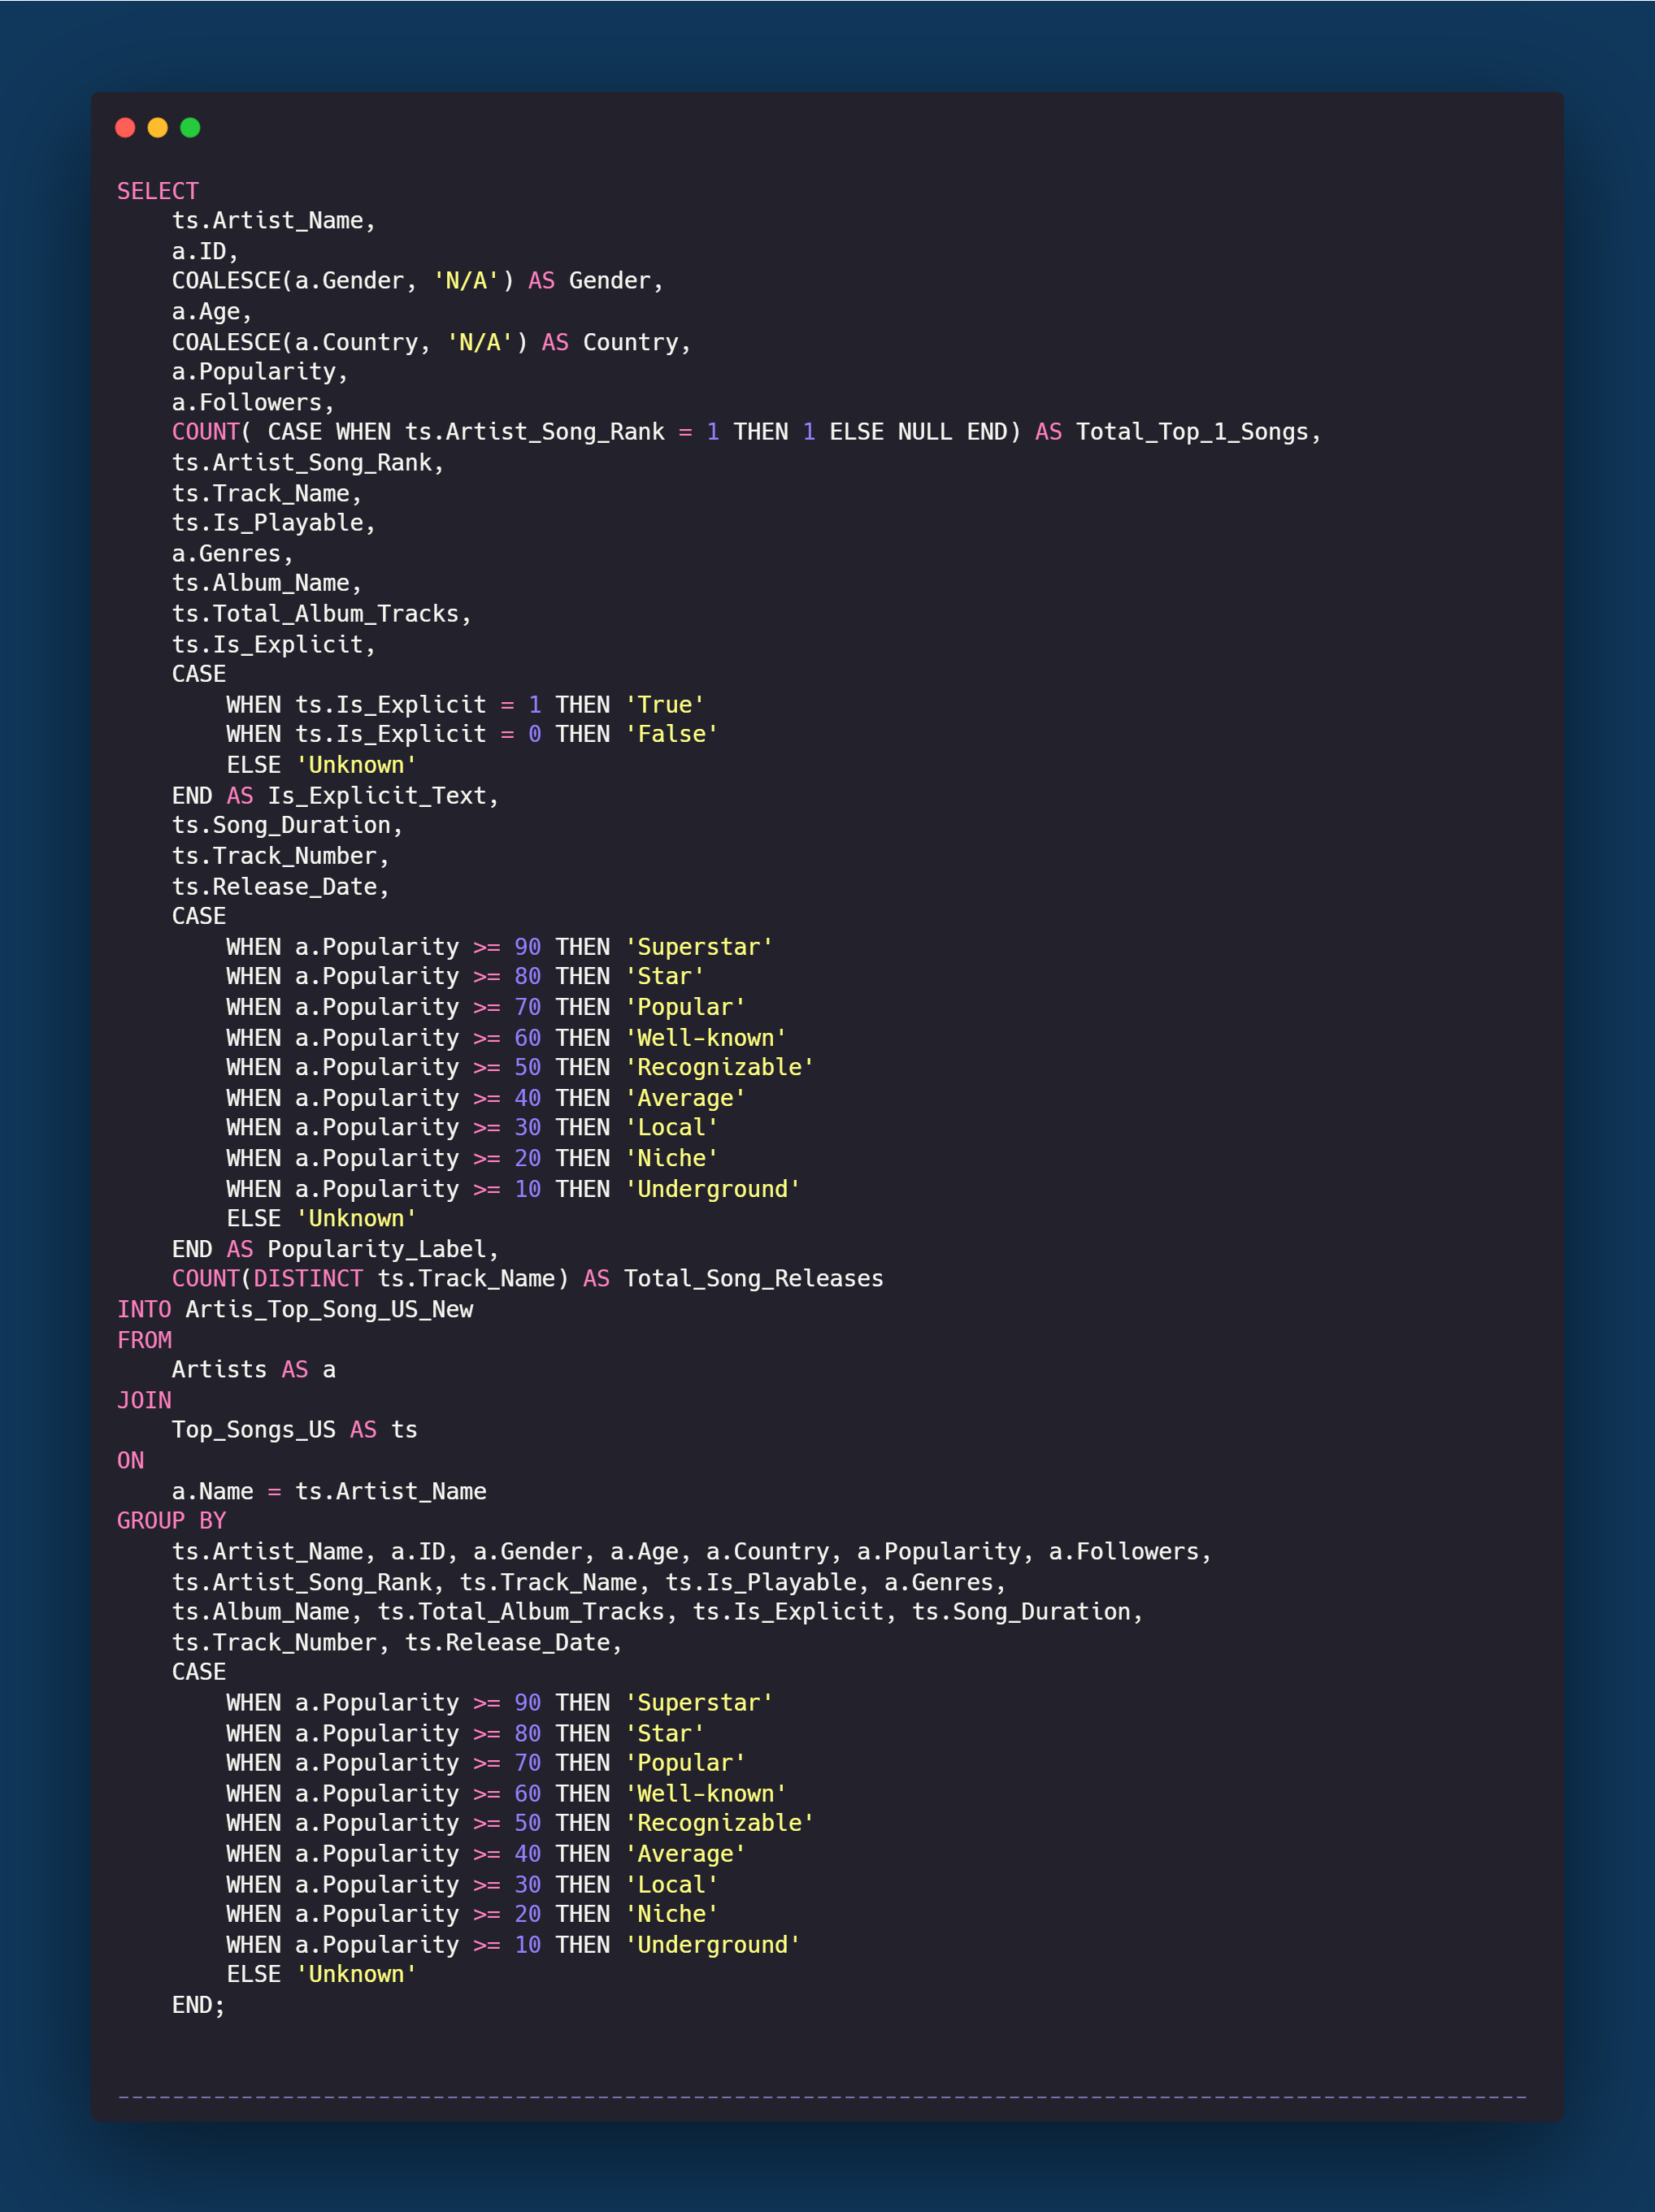 SELECT
    ts.Artist_Name,
    a.ID,
    COALESCE(a.Gender, 'N/A') AS Gender,
    a.Age,
    COALESCE(a.Country, 'N/A') AS Country,
    a.Popularity,
    a.Followers,
    COUNT( CASE WHEN ts.Artist_Song_Rank = 1 THEN 1 ELSE NULL END) AS Total_Top_1_Songs,
    ts.Artist_Song_Rank,
    ts.Track_Name,
    ts.Is_Playable,
    a.Genres,
    ts.Album_Name,
    ts.Total_Album_Tracks,
    ts.Is_Explicit,
    CASE
        WHEN ts.Is_Explicit = 1 THEN 'True'
        WHEN ts.Is_Explicit = 0 THEN 'False'
        ELSE 'Unknown'
    END AS Is_Explicit_Text,
    ts.Song_Duration,
    ts.Track_Number,
    ts.Release_Date,
    CASE
        WHEN a.Popularity >= 90 THEN 'Superstar'
        WHEN a.Popularity >= 80 THEN 'Star'
        WHEN a.Popularity >= 70 THEN 'Popular'
        WHEN a.Popularity >= 60 THEN 'Well-known'
        WHEN a.Popularity >= 50 THEN 'Recognizable'
        WHEN a.Popularity >= 40 THEN 'Average'
        WHEN a.Popularity >= 30 THEN 'Local'
        WHEN a.Popularity >= 20 THEN 'Niche'
        WHEN a.Popularity >= 10 THEN 'Underground'
        ELSE 'Unknown'
    END AS Popularity_Label,
    COUNT(DISTINCT ts.Track_Name) AS Total_Song_Releases
INTO Artis_Top_Song_US_New
FROM
    Artists AS a
JOIN
    Top_Songs_US AS ts
ON
    a.Name = ts.Artist_Name
GROUP BY
    ts.Artist_Name, a.ID, a.Gender, a.Age, a.Country, a.Popularity, a.Followers,
    ts.Artist_Song_Rank, ts.Track_Name, ts.Is_Playable, a.Genres,
    ts.Album_Name, ts.Total_Album_Tracks, ts.Is_Explicit, ts.Song_Duration,
    ts.Track_Number, ts.Release_Date,
    CASE
        WHEN a.Popularity >= 90 THEN 'Superstar'
        WHEN a.Popularity >= 80 THEN 'Star'
        WHEN a.Popularity >= 70 THEN 'Popular'
        WHEN a.Popularity >= 60 THEN 'Well-known'
        WHEN a.Popularity >= 50 THEN 'Recognizable'
        WHEN a.Popularity >= 40 THEN 'Average'
        WHEN a.Popularity >= 30 THEN 'Local'
        WHEN a.Popularity >= 20 THEN 'Niche'
        WHEN a.Popularity >= 10 THEN 'Underground'
        ELSE 'Unknown'
    END;
-------------------------------------------------------------------------------------------------------